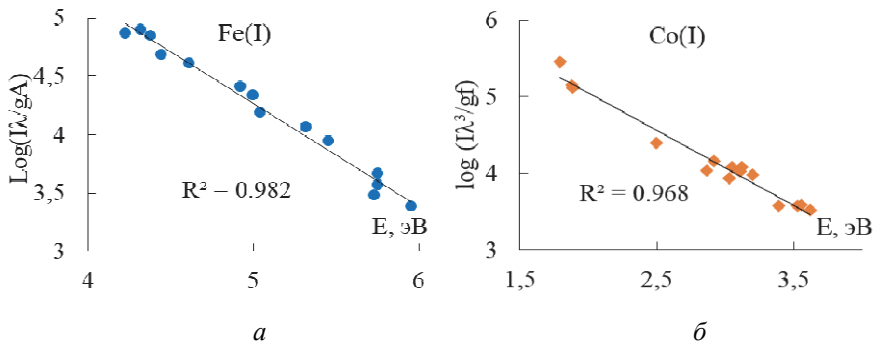 5
4,5
4
3,5
3
Log(Iλ/gA)
Fe(I)
R² – 0.982
E, эВ
4
5
6
а
6
5
4
3
log (Iλ³/gf)
Co(I)
R² = 0.968
E, эВ
1,5
2,5
3,5
б